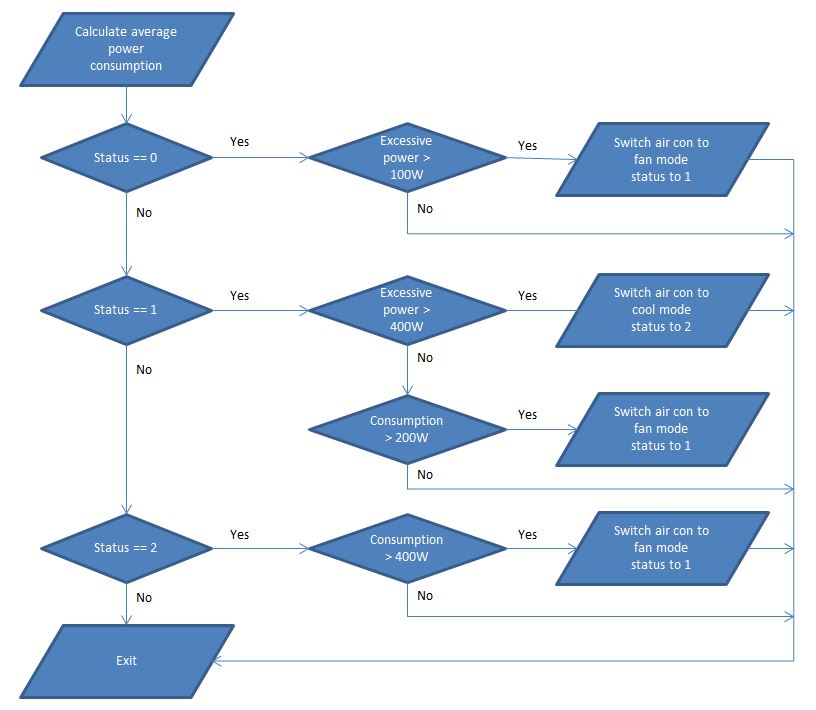 Calculate average
power
consumption
Status == 0
Yes
Excessive
power >
100W
Yes
Switch air con to
fan mode
status to 1
No
No
Status == 1
Yes
Excessive
power >
400W
Yes
Switch air con to
cool mode
status to 2
No
No
Consumption
> 200W
Yes
Switch air con to
fan mode
status to 1
No
Status == 2
Yes
Consumption
> 400W
Yes
Switch air con to
fan mode
status to 1
No
No
Exit